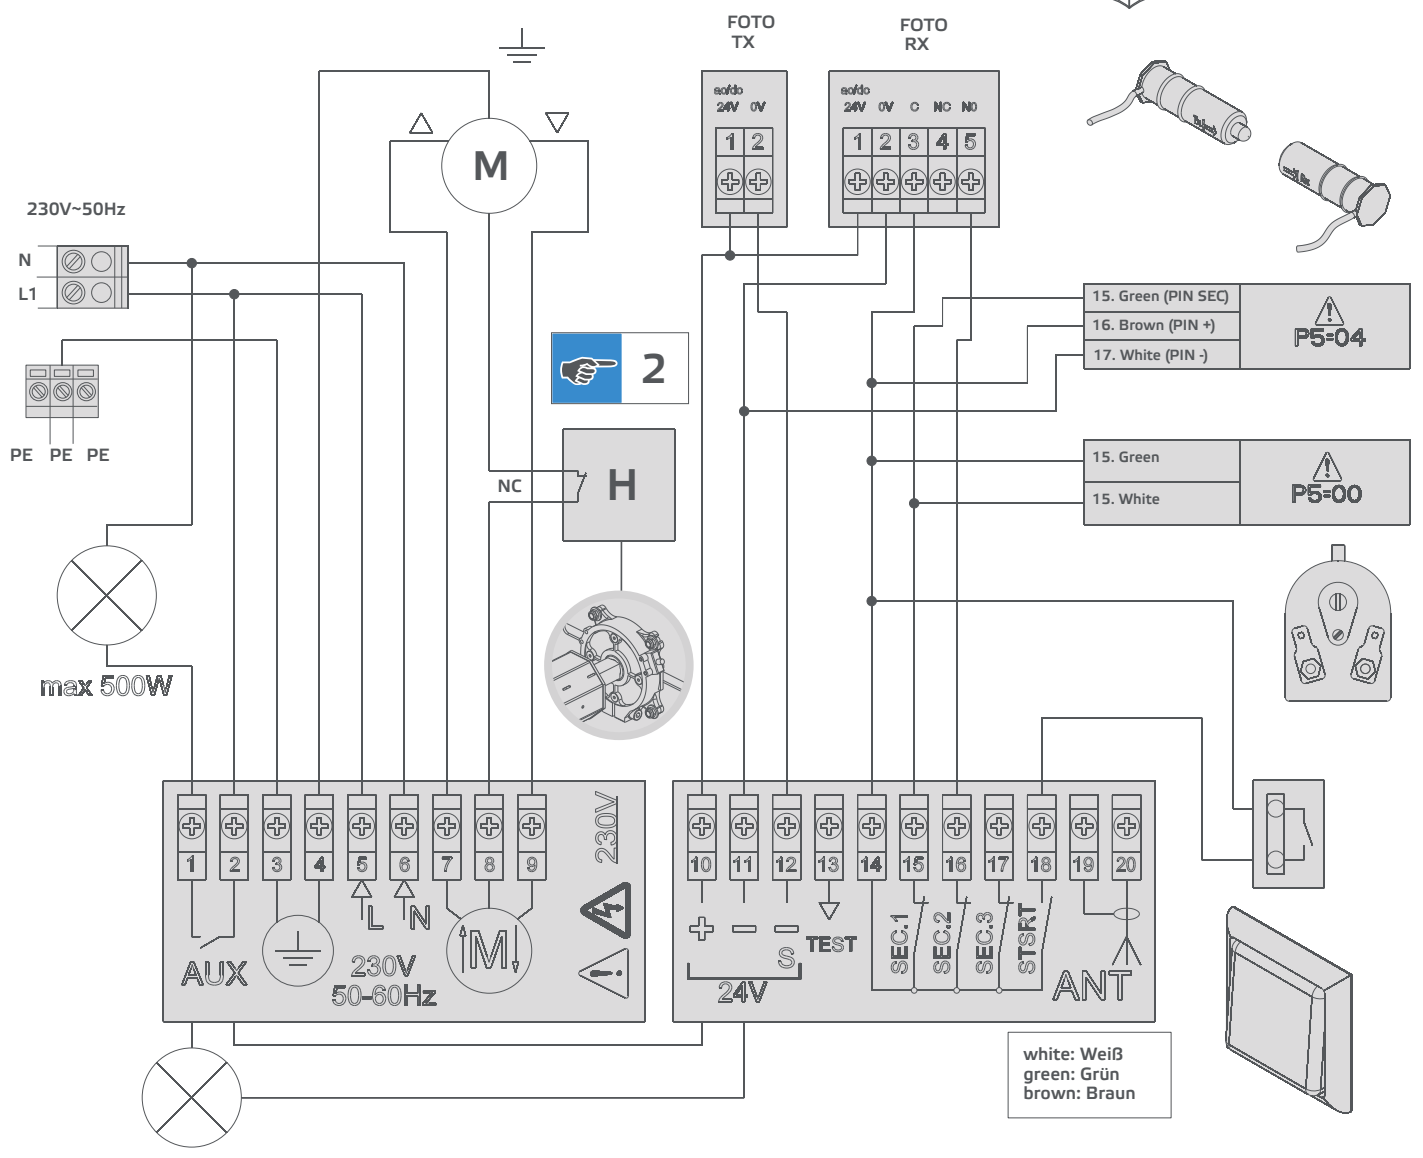 FOTO
TX
FOTO
RX
ac/dc
24V 0V
1 2
ac/dc
24V 0V C NC NO
1 2 3 4 5
M
230V~50Hz
N
L1
PE PE PE
2
NC
H
15. Green (PIN SEC)
16. Brown (PIN +)
17. White (PIN -)
P5=04
15. Green
15. White
P5=00
max 500W
1 2 3 4 5 6 7 8 9
230V
L N
M
AUX
230V
50-60Hz
10 11 12 13 14 15 16 17 18 19 20
+ - -
S
24V
TEST
SEC.1
SEC.2
SEC.3
STSRT
ANT
white: Weiß
green: Grün
brown: Braun